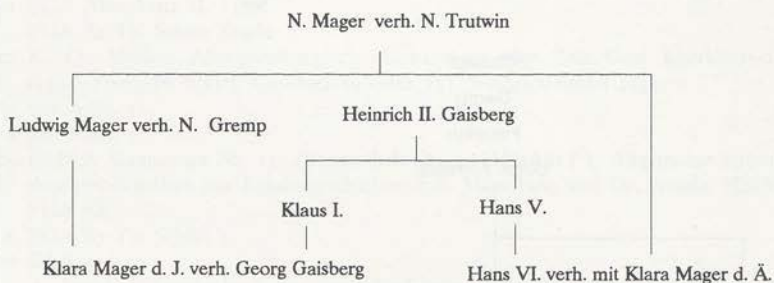 N. Mager verh. N. Trutwin
Ludwig Mager verh. N. Gremp
Heinrich II. Gaisberg
Klaus I.
Hans V.
Klara Mager d. J. verh. Georg Gaisberg
Hans VI. verh. mit Klara Mager d. Ä.